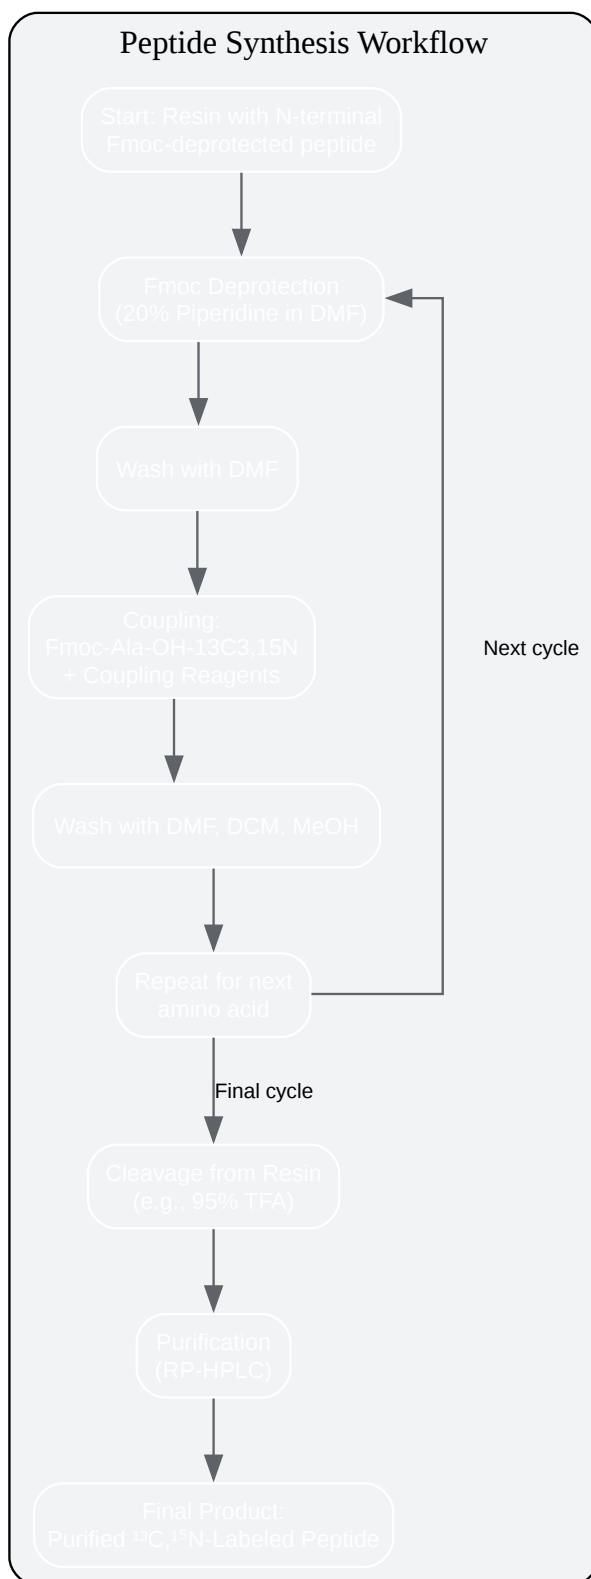 Peptide Synthesis Workflow
Start: Resin with N-terminal
Fmoc-deprotected peptide
Fmoc Deprotection
(20% Piperidine in DMF)
Wash with DMF
Coupling:
Fmoc-Ala-OH-13C3,15N
+ Coupling Reagents
Next cycle
Wash with DMF, DCM, MeOH
Repeat for next
amino acid
Final cycle
Cleavage from Resin
(e.g., 95% TFA)
Purification
(RP-HPLC)
Final Product:
Purified ¹³C,¹⁵N-Labeled Peptide